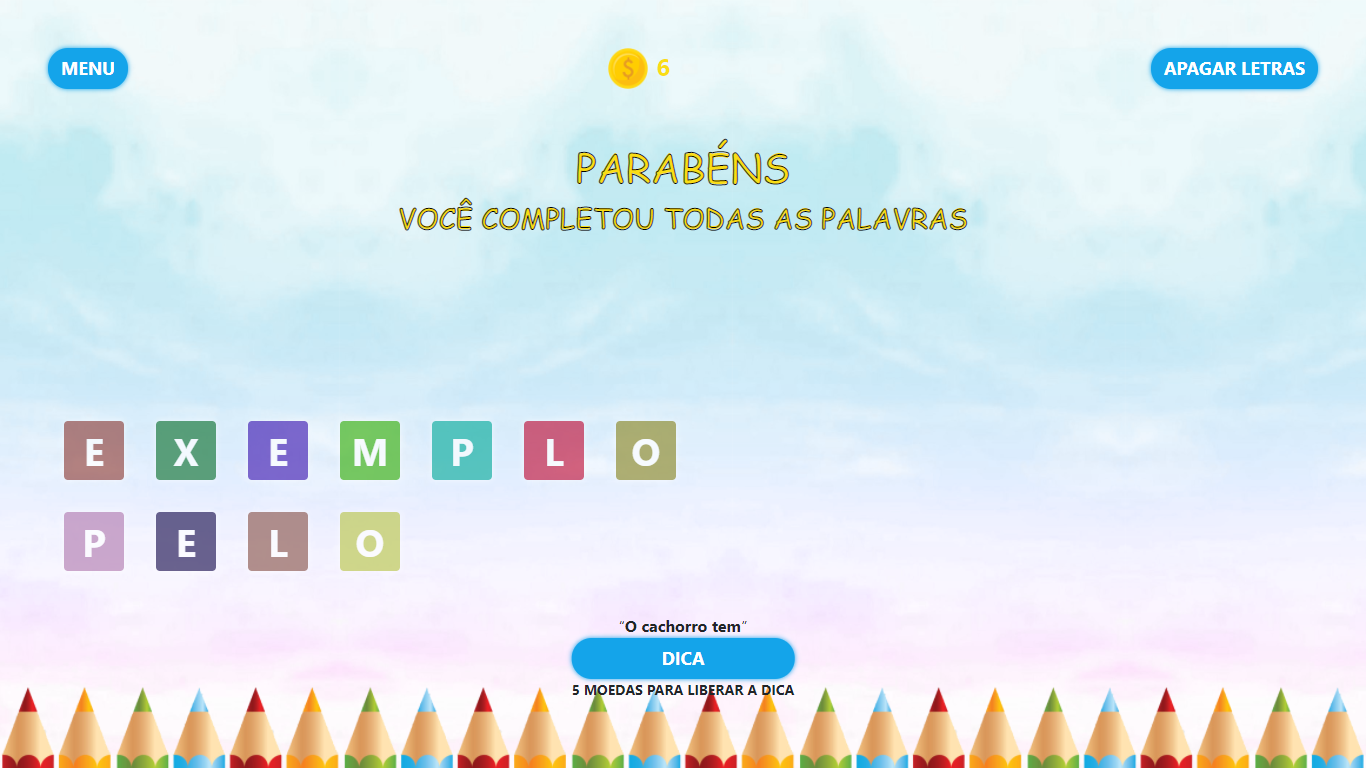 MENU
$ 6
APAGAR LETRAS
PARABÉNS
VOCÊ COMPLETOU TODAS AS PALAVRAS
E X E M P L O
P E L O
"O cachorro tem"
DICA
5 MOEDAS PARA LIBERAR A DICA